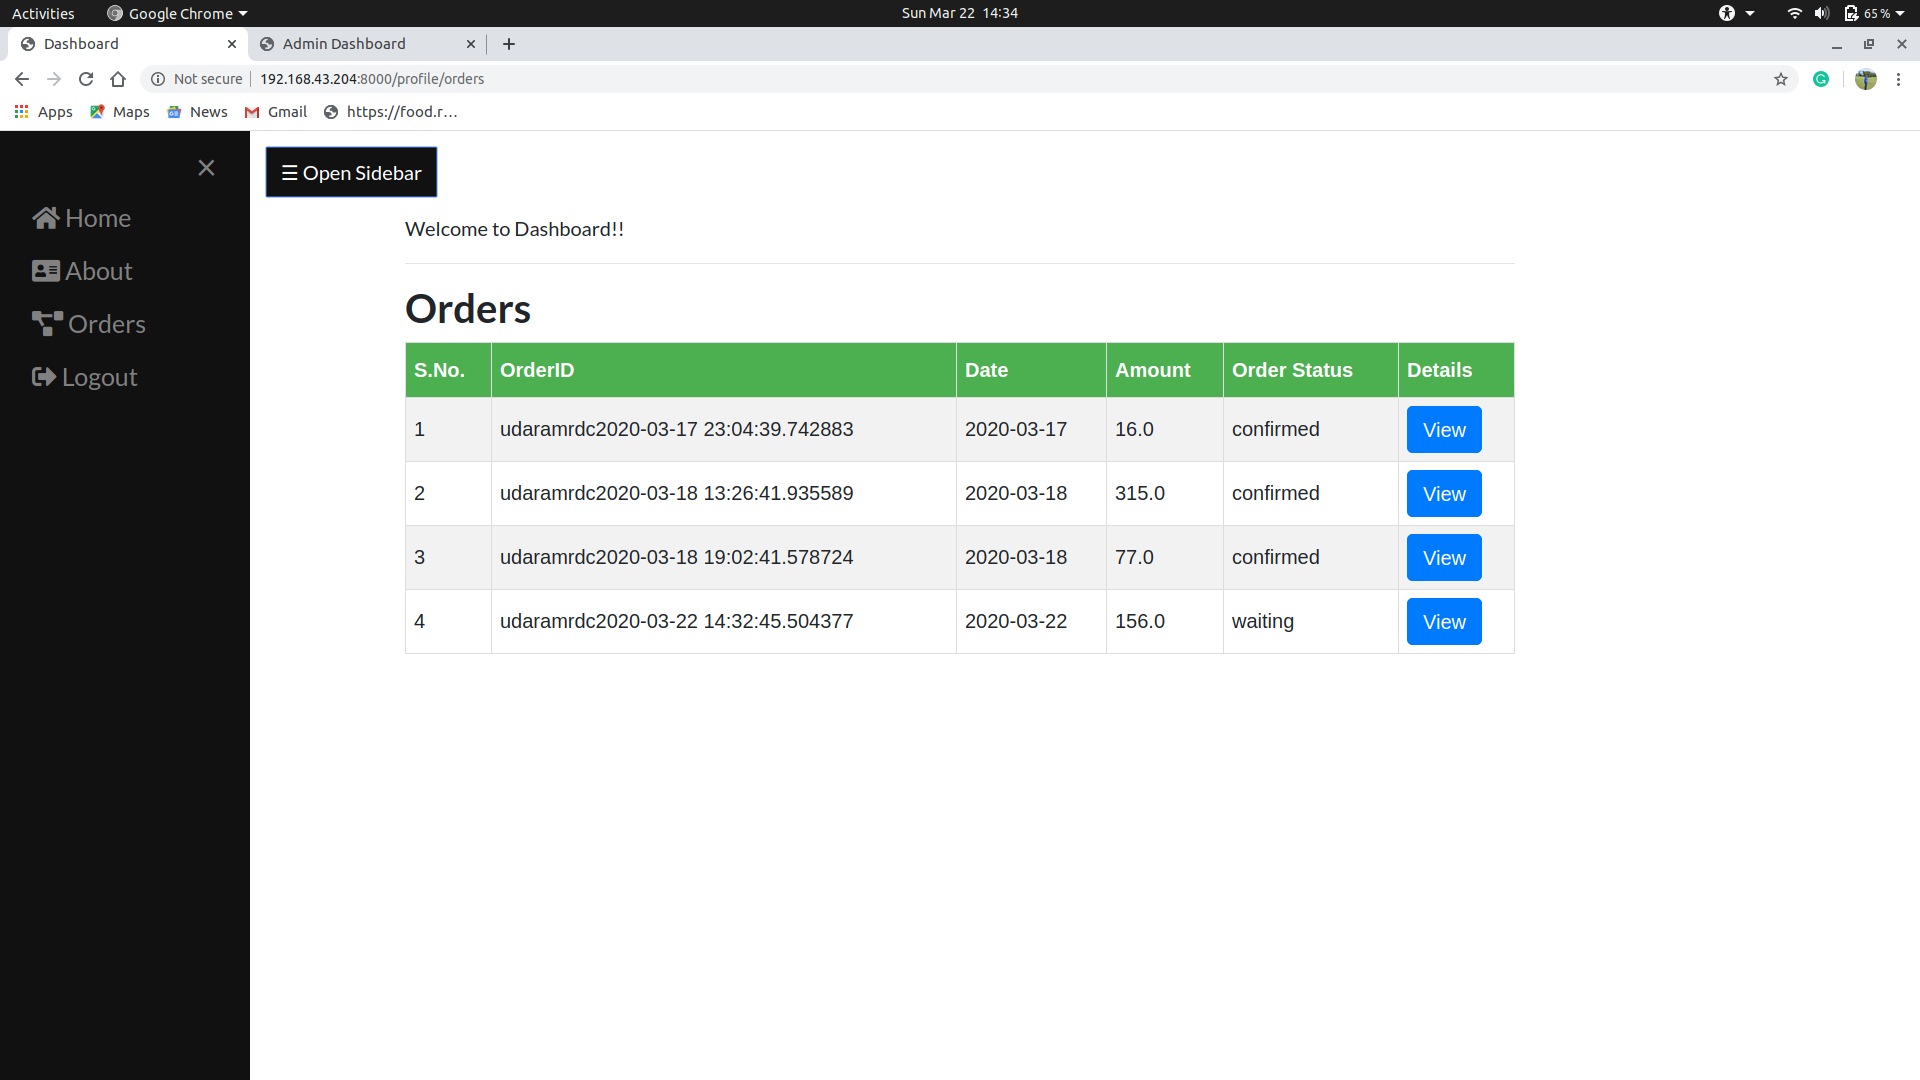 Activities Google Chrome Sun Mar 22 14:34 65 %
Dashboard Admin Dashboard
Not secure 192.168.43.204:8000/profile/orders
Apps Maps News Gmail https://food.r...
× ☰ Open Sidebar
Home
About
Orders
Logout
Welcome to Dashboard!!
Orders
S.No. OrderID Date Amount Order Status Details
1 udaramrdc2020-03-17 23:04:39.742883 2020-03-17 16.0 confirmed View
2 udaramrdc2020-03-18 13:26:41.935589 2020-03-18 315.0 confirmed View
3 udaramrdc2020-03-18 19:02:41.578724 2020-03-18 77.0 confirmed View
4 udaramrdc2020-03-22 14:32:45.504377 2020-03-22 156.0 waiting View